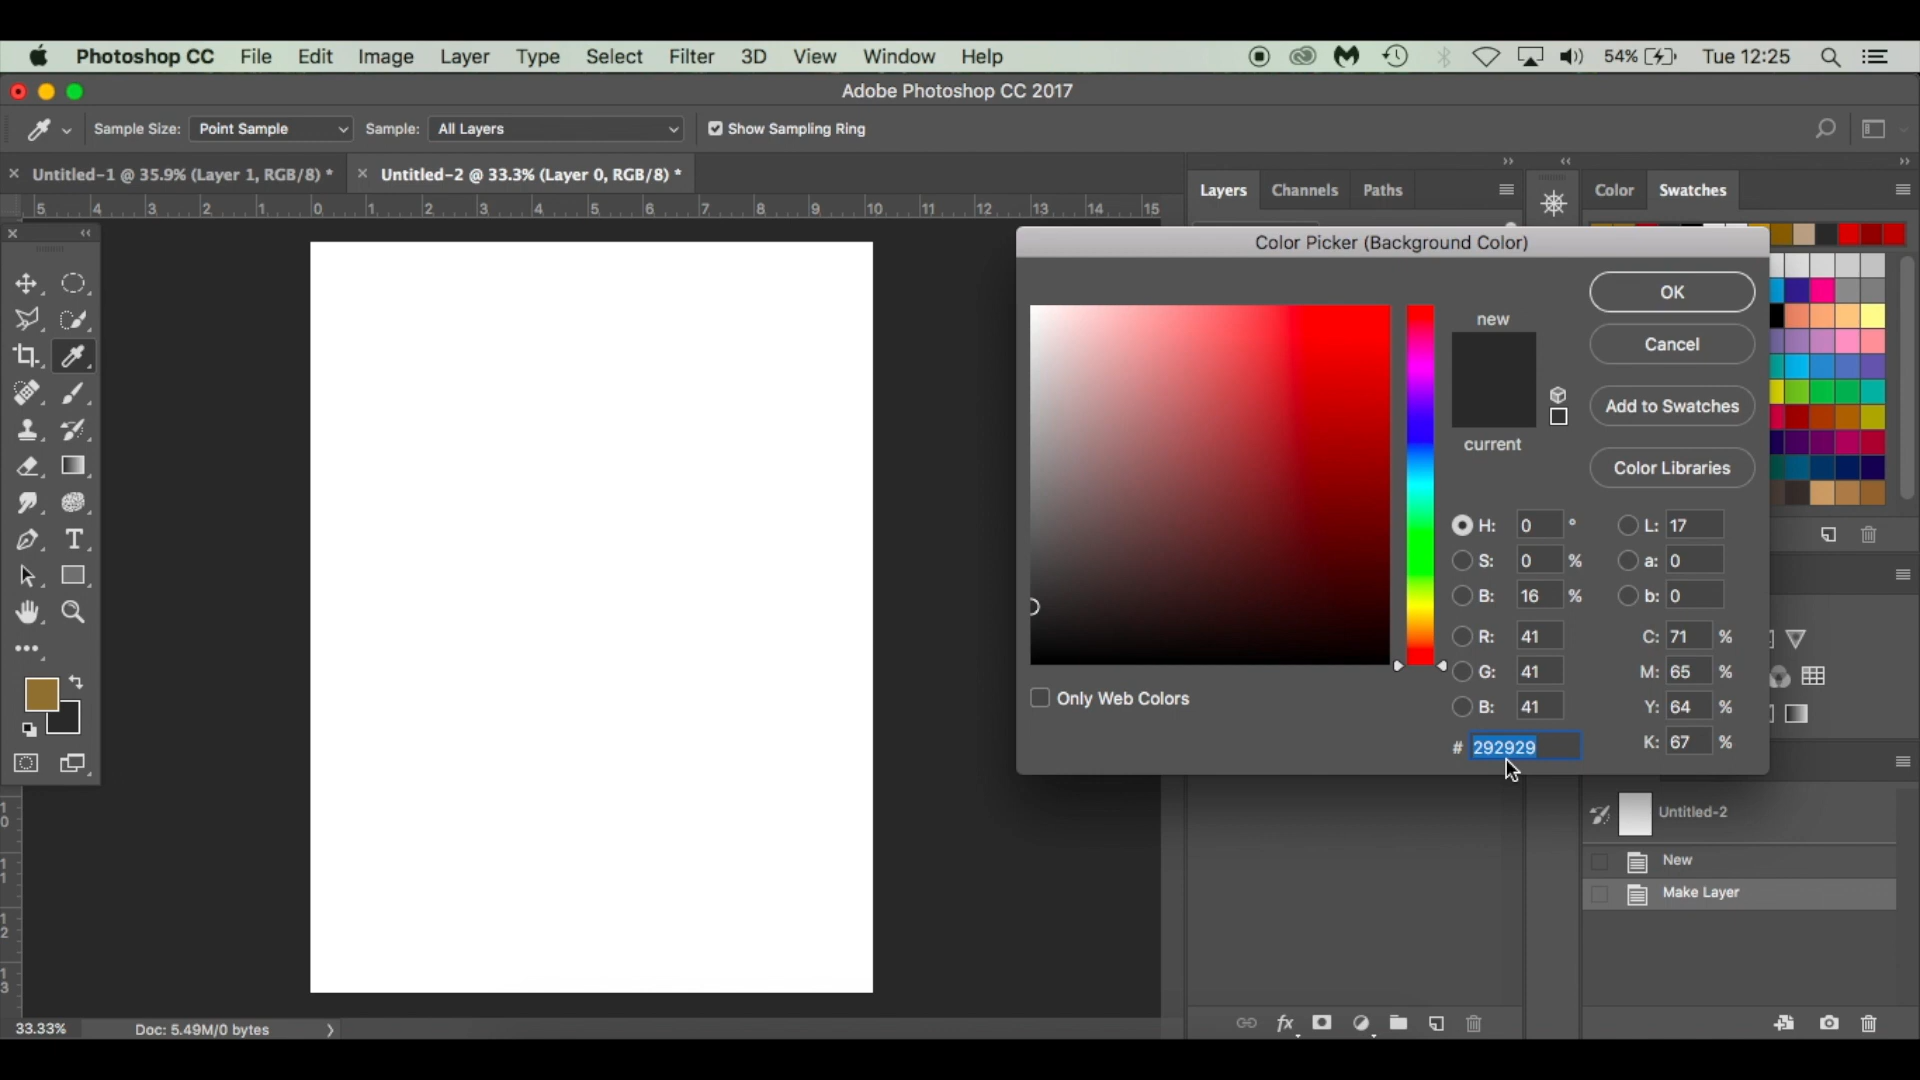 Photoshop CC File Edit Image Layer Type Select Filter 3D View Window Help 54% Tue 12:25
Adobe Photoshop CC 2017
Sample Size: Point Sample Sample: All Layers Show Sampling Ring
Untitled-1 @ 35.9% (Layer 1, RGB/8) * Untitled-2 @ 33.3% (Layer 0, RGB/8) *
5 4 3 2 1 0 1 2 3 4 5 6 7 8 9 10 11 12 13 14 15
Layers Channels Paths
Color Swatches
Color Picker (Background Color)
new
current
OK
Cancel
Add to Swatches
Color Libraries
H: 0 ° L: 17
S: 0 % a: 0
B: 16 % b: 0
R: 41 C: 71 %
G: 41 M: 65 %
B: 41 Y: 64 %
# 292929 K: 67 %
Only Web Colors
10
11
12
13
Untitled-2
New
Make Layer
fx
33.33% Doc: 5.49M/0 bytes